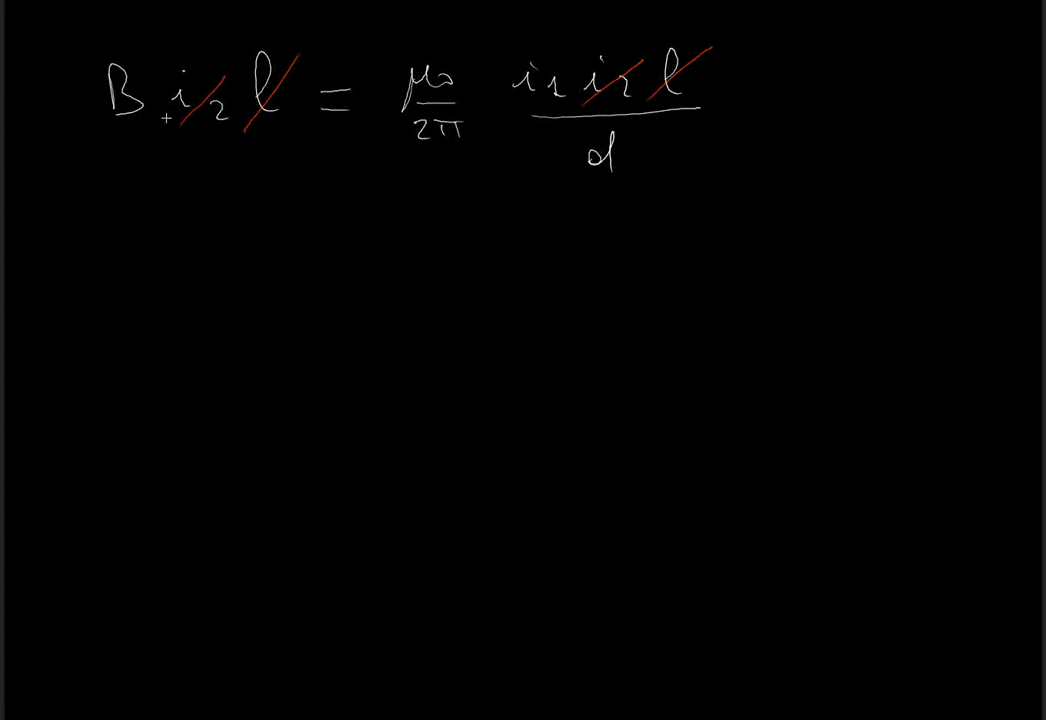 B i₂ l = μ₀/2π i₁ i₂ l/d